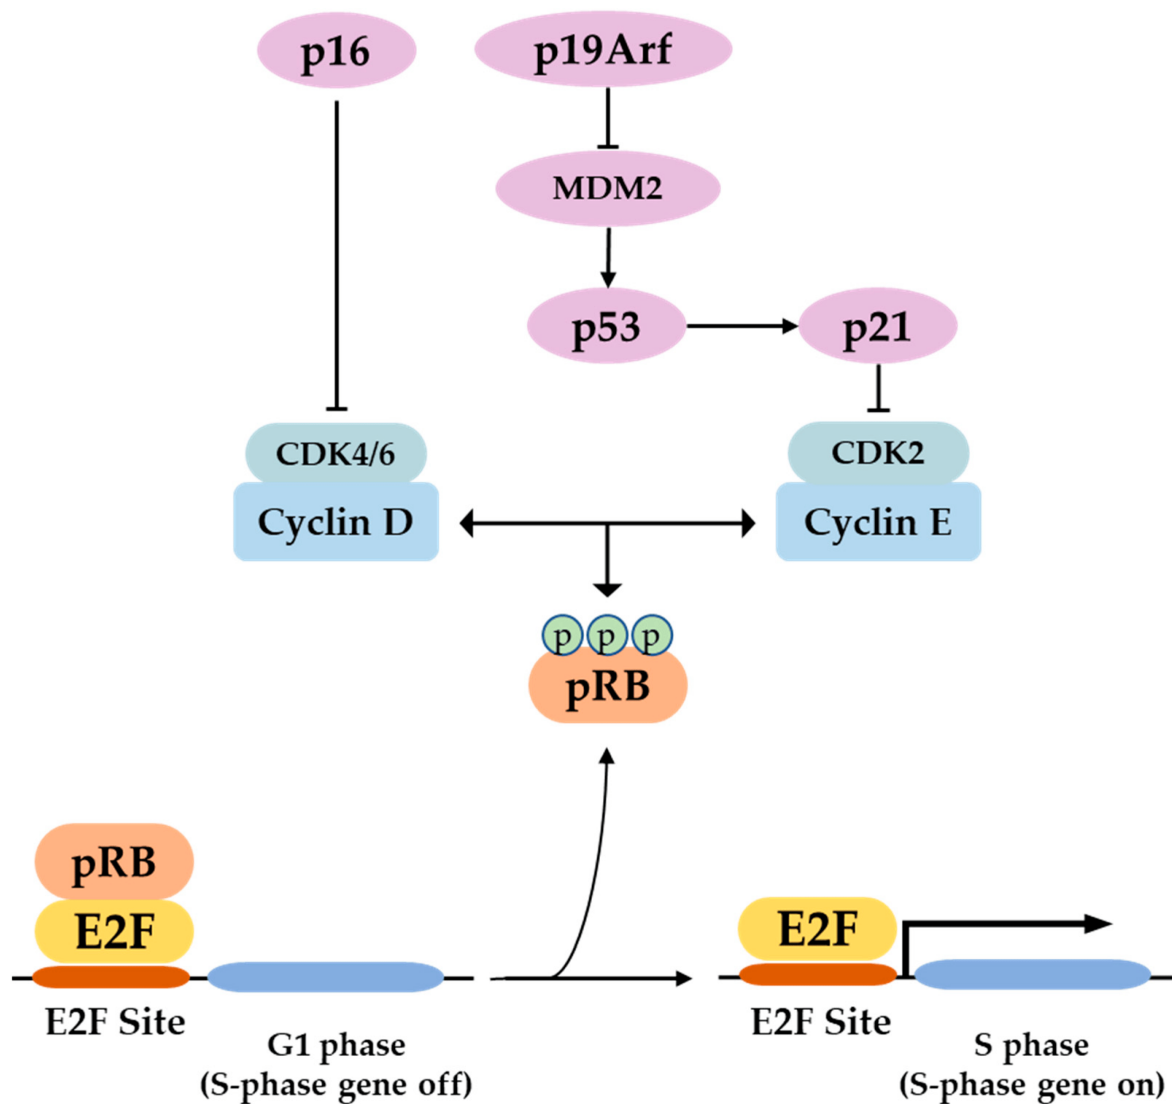 p16
p19Arf
MDM2
p53
p21
CDK4/6
CDK2
Cyclin D
Cyclin E
p p p
pRB
pRB
E2F
E2F
E2F Site
E2F Site
G1 phase
(S-phase gene off)
S phase
(S-phase gene on)